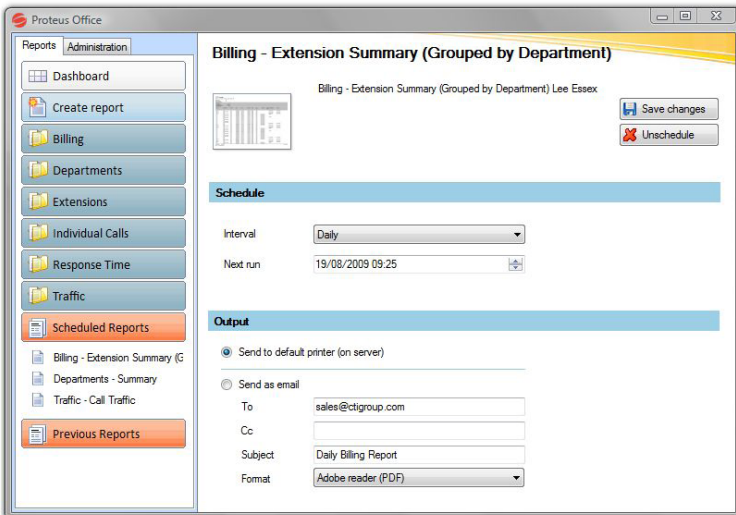 Proteus Office
Reports Administration
Dashboard
Create report
Billing
Departments
Extensions
Individual Calls
Response Time
Traffic
Scheduled Reports
Billing - Extension Summary (G
Departments - Summary
Traffic - Call Traffic
Previous Reports
Billing - Extension Summary (Grouped by Department)
Billing - Extension Summary (Grouped by Department) Lee Essex
Save changes
Unschedule
Schedule
Interval Daily
Next run 19/08/2009 09:25
Output
Send to default printer (on server)
Send as email
To sales@ctigroup.com
Cc
Subject Daily Billing Report
Format Adobe reader (PDF)